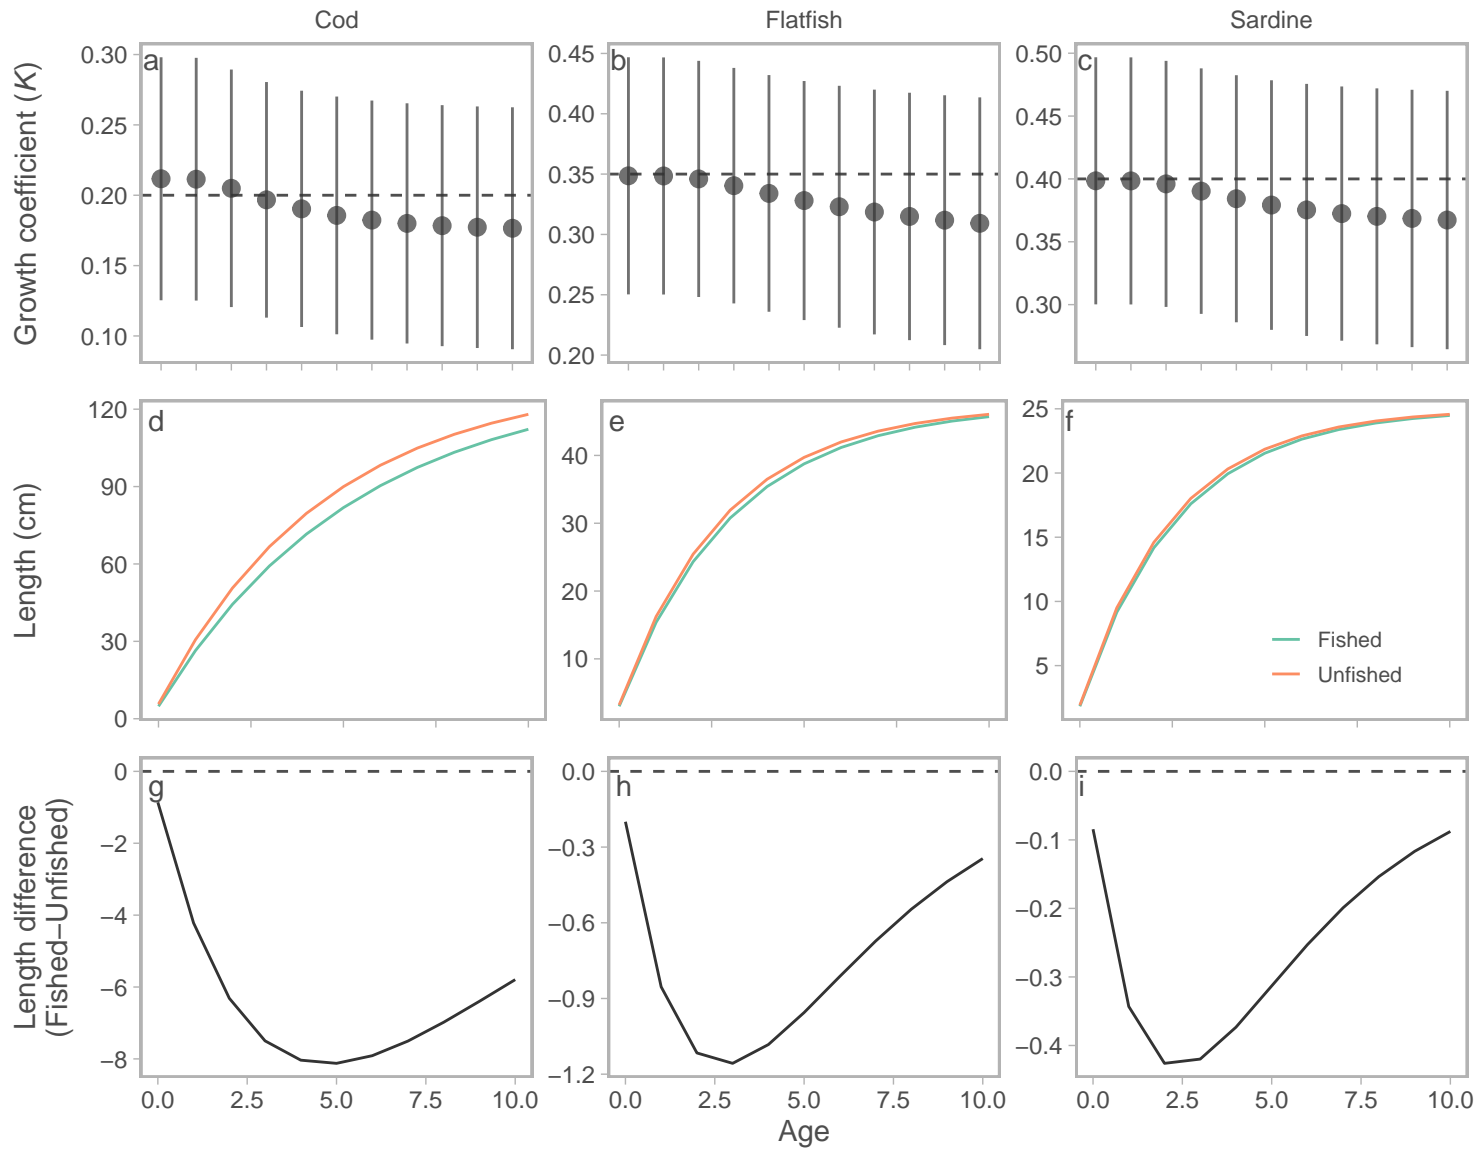 Cod
Flatfish
Sardine
Growth coefficient (K)
a
0.30
0.25
0.20
0.15
0.10
b
0.45
0.40
0.35
0.30
0.25
0.20
c
0.50
0.45
0.40
0.35
0.30
Length (cm)
d
120
90
60
30
0
e
40
30
20
10
f
25
20
15
10
5
Fished
Unfished
Length difference
(Fished−Unfished)
g
0
−2
−4
−6
−8
h
0.0
−0.3
−0.6
−0.9
−1.2
i
0.0
−0.1
−0.2
−0.3
−0.4
0.0 2.5 5.0 7.5 10.0
0.0 2.5 5.0 7.5 10.0
0.0 2.5 5.0 7.5 10.0
Age